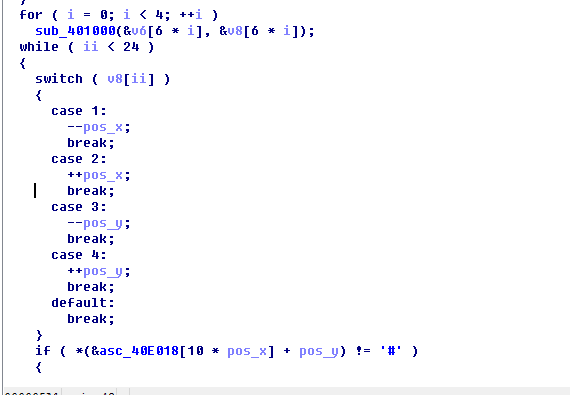 for ( i = 0; i < 4; ++i )
sub_401000(&v6[6 * i], &v8[6 * i]);
while ( ii < 24 )
{
switch ( v8[ii] )
{
case 1:
--pos_x;
break;
case 2:
++pos_x;
break;
case 3:
--pos_y;
break;
case 4:
++pos_y;
break;
default:
break;
}
if ( *(&asc_40E018[10 * pos_x] + pos_y) != '#' )
{